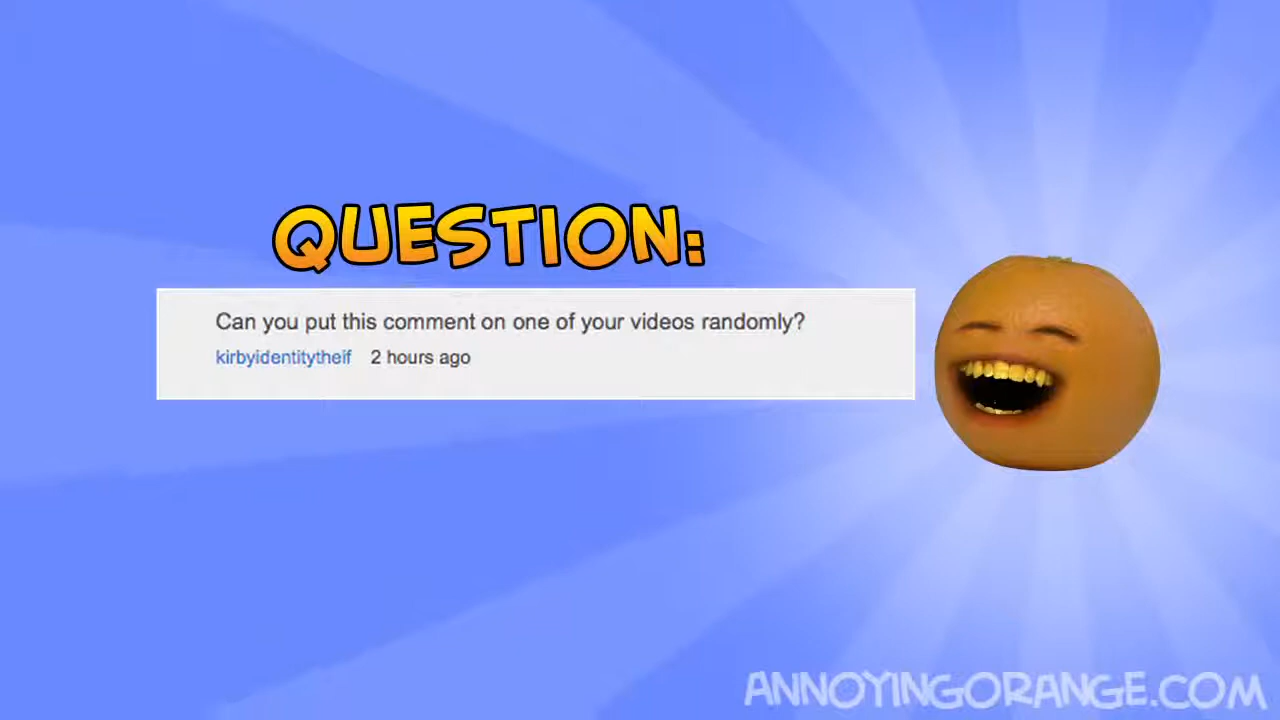 QUESTION:
Can you put this comment on one of your videos randomly?
kirbyidentitytheif 2 hours ago
ANNOYINGORANGE.COM